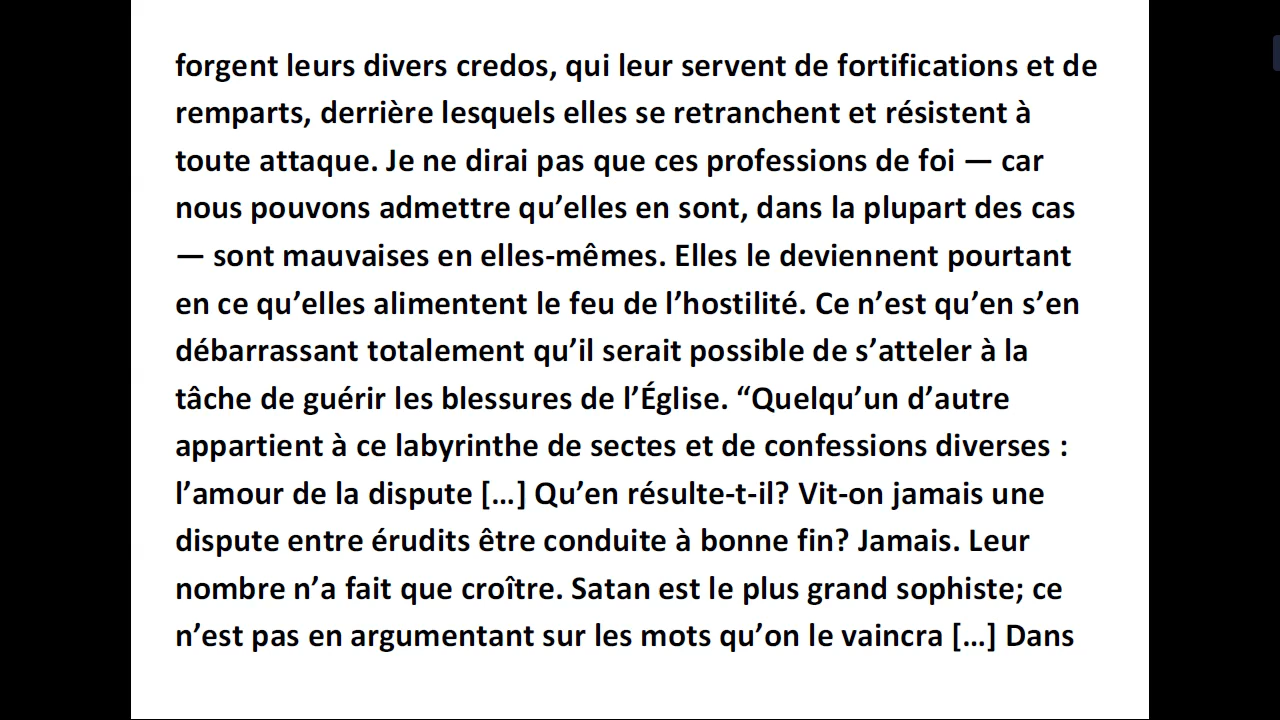 forgent leurs divers credos, qui leur servent de fortifications et de
remparts, derrière lesquels elles se retranchent et résistent à
toute attaque. Je ne dirai pas que ces professions de foi — car
nous pouvons admettre qu’elles en sont, dans la plupart des cas
— sont mauvaises en elles-mêmes. Elles le deviennent pourtant
en ce qu’elles alimentent le feu de l’hostilité. Ce n’est qu’en s’en
débarrassant totalement qu’il serait possible de s’atteler à la
tâche de guérir les blessures de l’Église. “Quelqu’un d’autre
appartient à ce labyrinthe de sectes et de confessions diverses :
l’amour de la dispute […] Qu’en résulte-t-il? Vit-on jamais une
dispute entre érudits être conduite à bonne fin? Jamais. Leur
nombre n’a fait que croître. Satan est le plus grand sophiste; ce
n’est pas en argumentant sur les mots qu’on le vaincra […] Dans